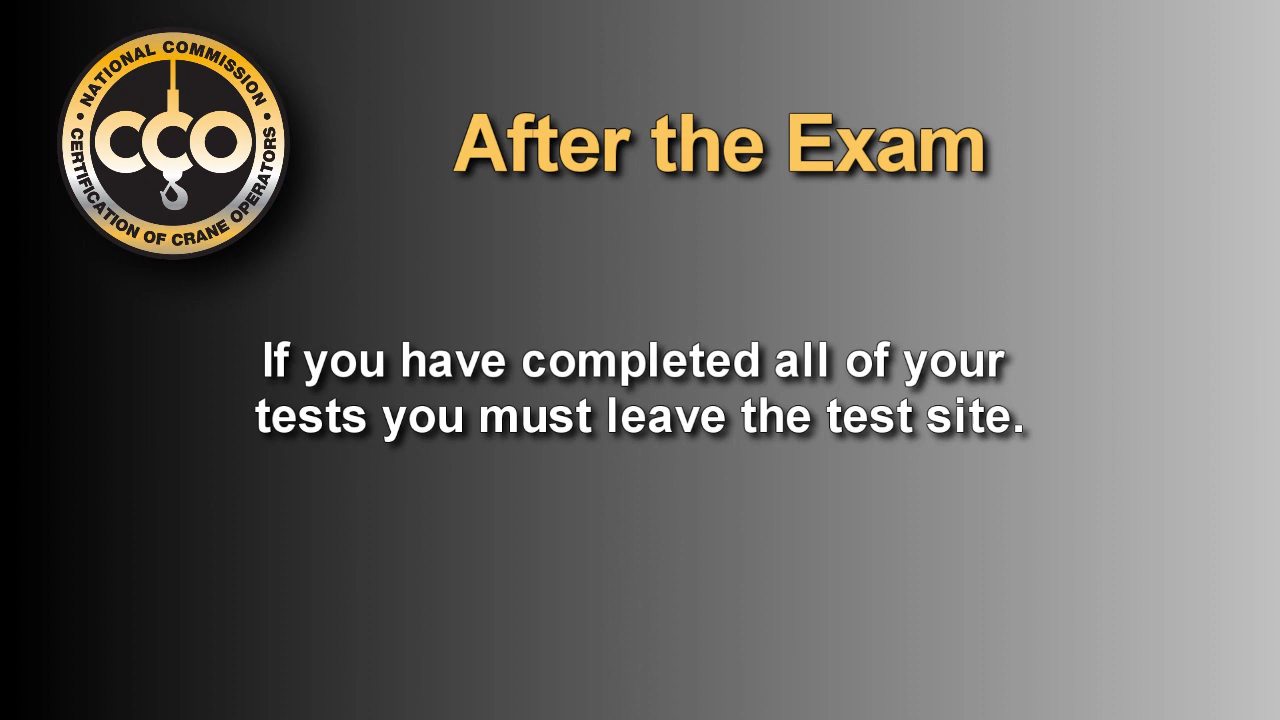 NATIONAL COMMISSION
CCO
CERTIFICATION OF CRANE OPERATORS
After the Exam
If you have completed all of your
tests you must leave the test site.